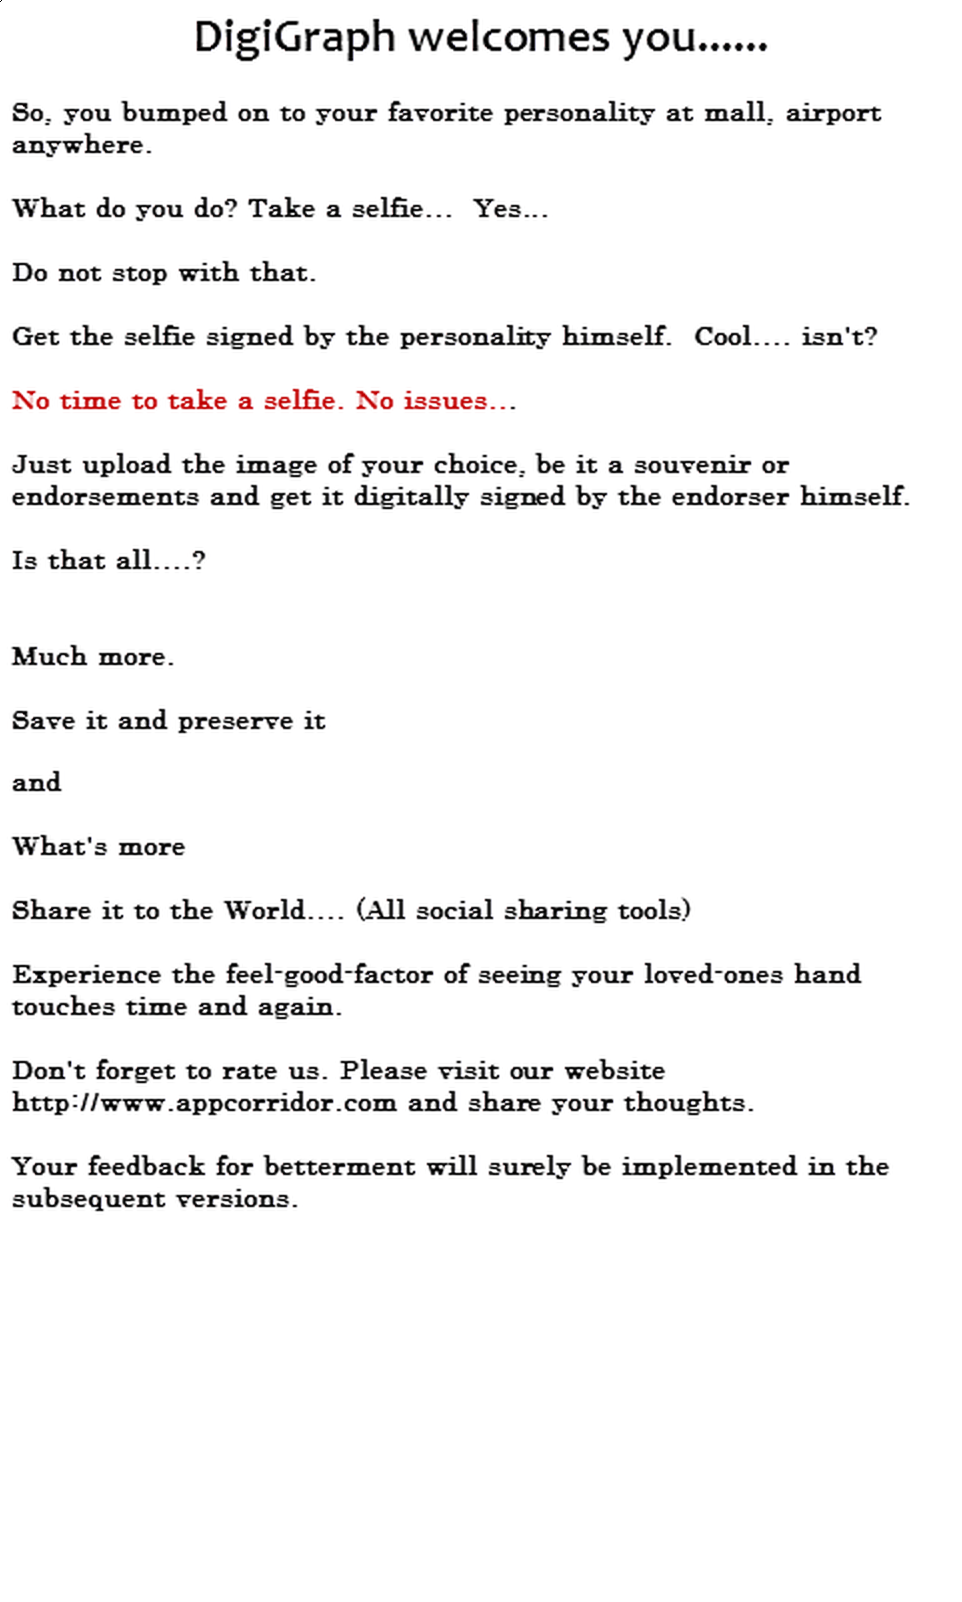 DigiGraph welcomes you......
So, you bumped on to your favorite personality at mall, airport
anywhere.
What do you do? Take a selfie...  Yes...
Do not stop with that.
Get the selfie signed by the personality himself.  Cool.... isn't?
No time to take a selfie. No issues...
Just upload the image of your choice, be it a souvenir or
endorsements and get it digitally signed by the endorser himself.
Is that all....?
Much more.
Save it and preserve it
and
What's more
Share it to the World.... (All social sharing tools)
Experience the feel-good-factor of seeing your loved-ones hand
touches time and again.
Don't forget to rate us. Please visit our website
http://www.appcorridor.com and share your thoughts.
Your feedback for betterment will surely be implemented in the
subsequent versions.